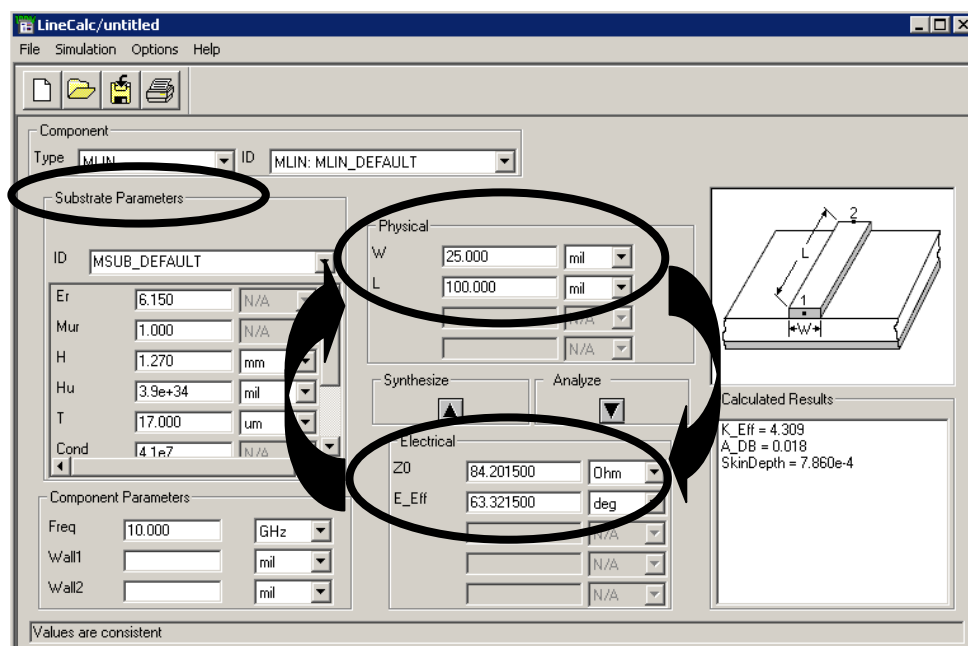 LineCalc/untitled
File Simulation Options Help
Component
Type MLIN ID MLIN: MLIN_DEFAULT
Substrate Parameters
ID MSUB_DEFAULT
Er 6.150 N/A
Mur 1.000 N/A
H 1.270 mm
Hu 3.9e+34 mil
T 17.000 um
Cond 4.1e7 N/A
Component Parameters
Freq 10.000 GHz
Wall1 mil
Wall2 mil
Physical
W 25.000 mil
L 100.000 mil
N/A
N/A
Synthesize Analyze
Electrical
Z0 84.201500 Ohm
E_Eff 63.321500 deg
N/A
N/A
N/A
2
L
1
W
Calculated Results
K_Eff = 4.309
A_DB = 0.018
SkinDepth = 7.860e-4
Values are consistent